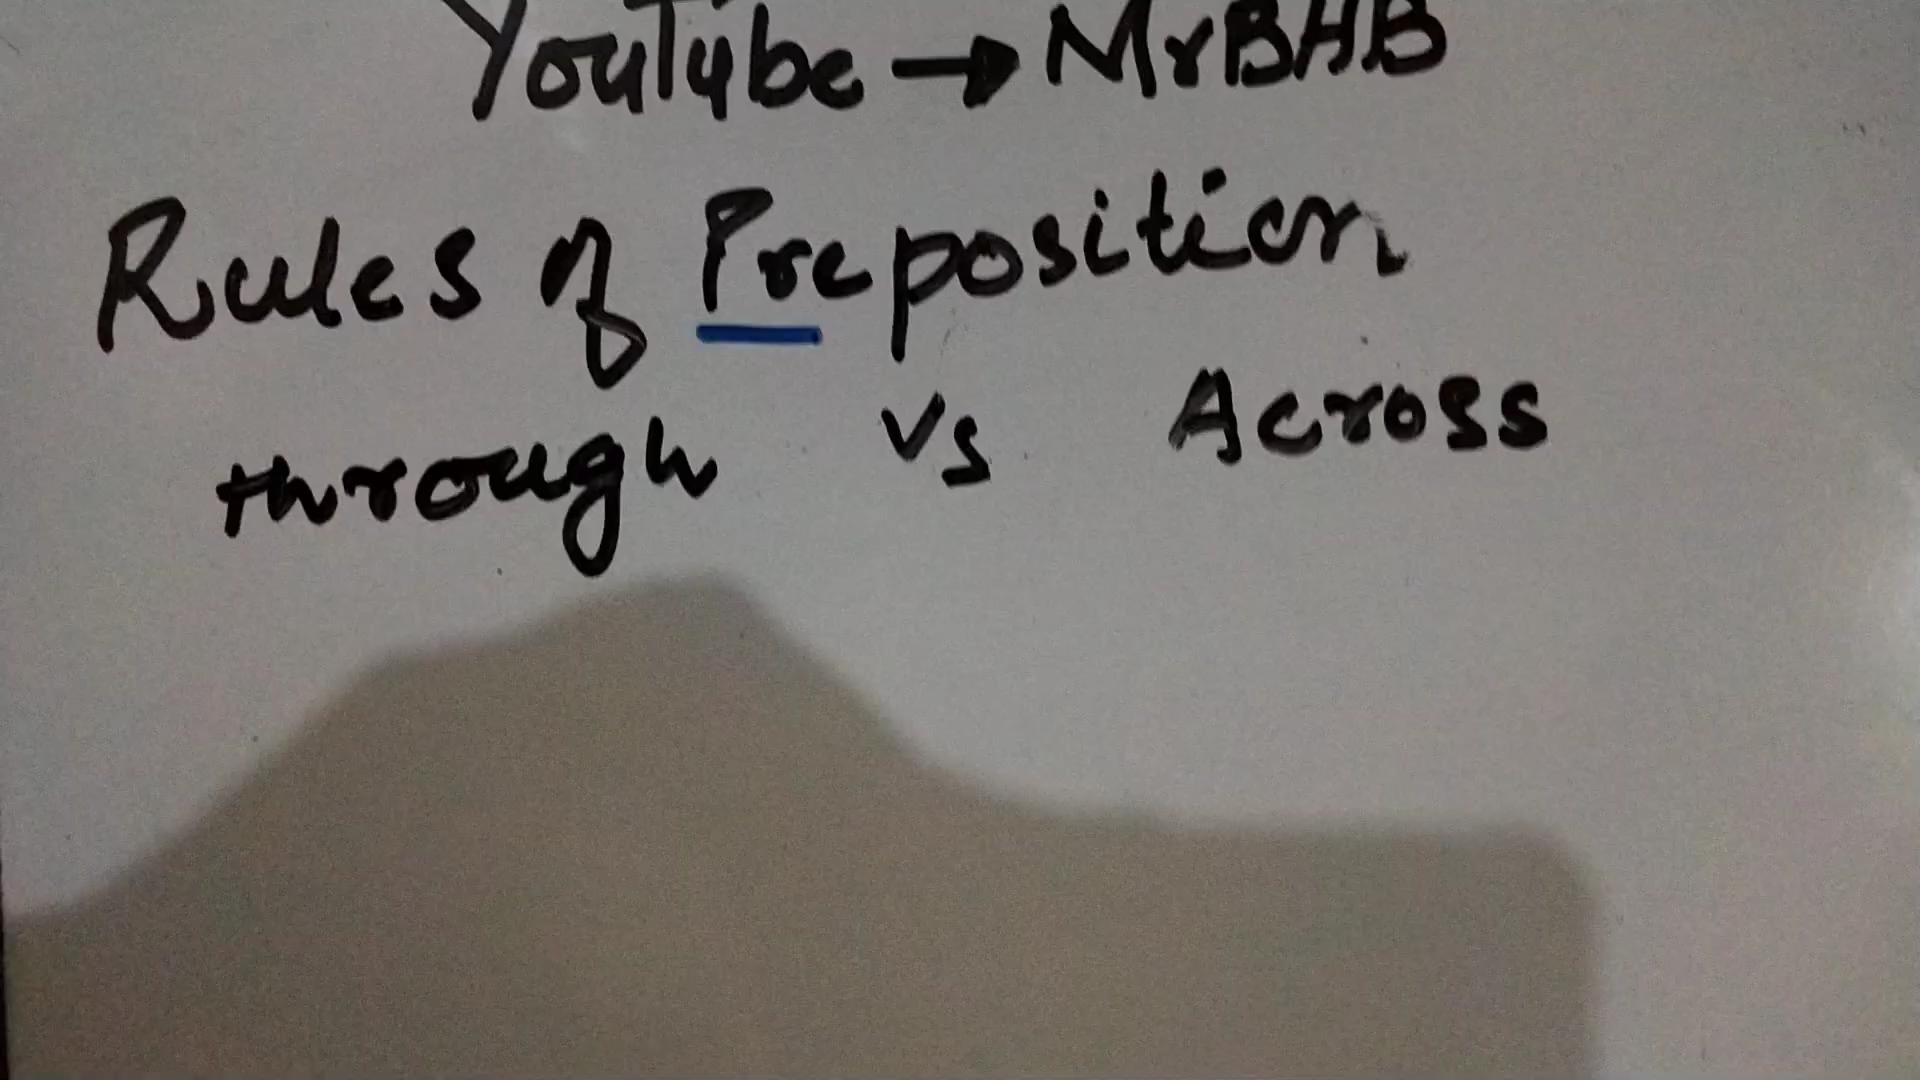 YouTube → MrBHB
Rules of Preposition
through vs Across